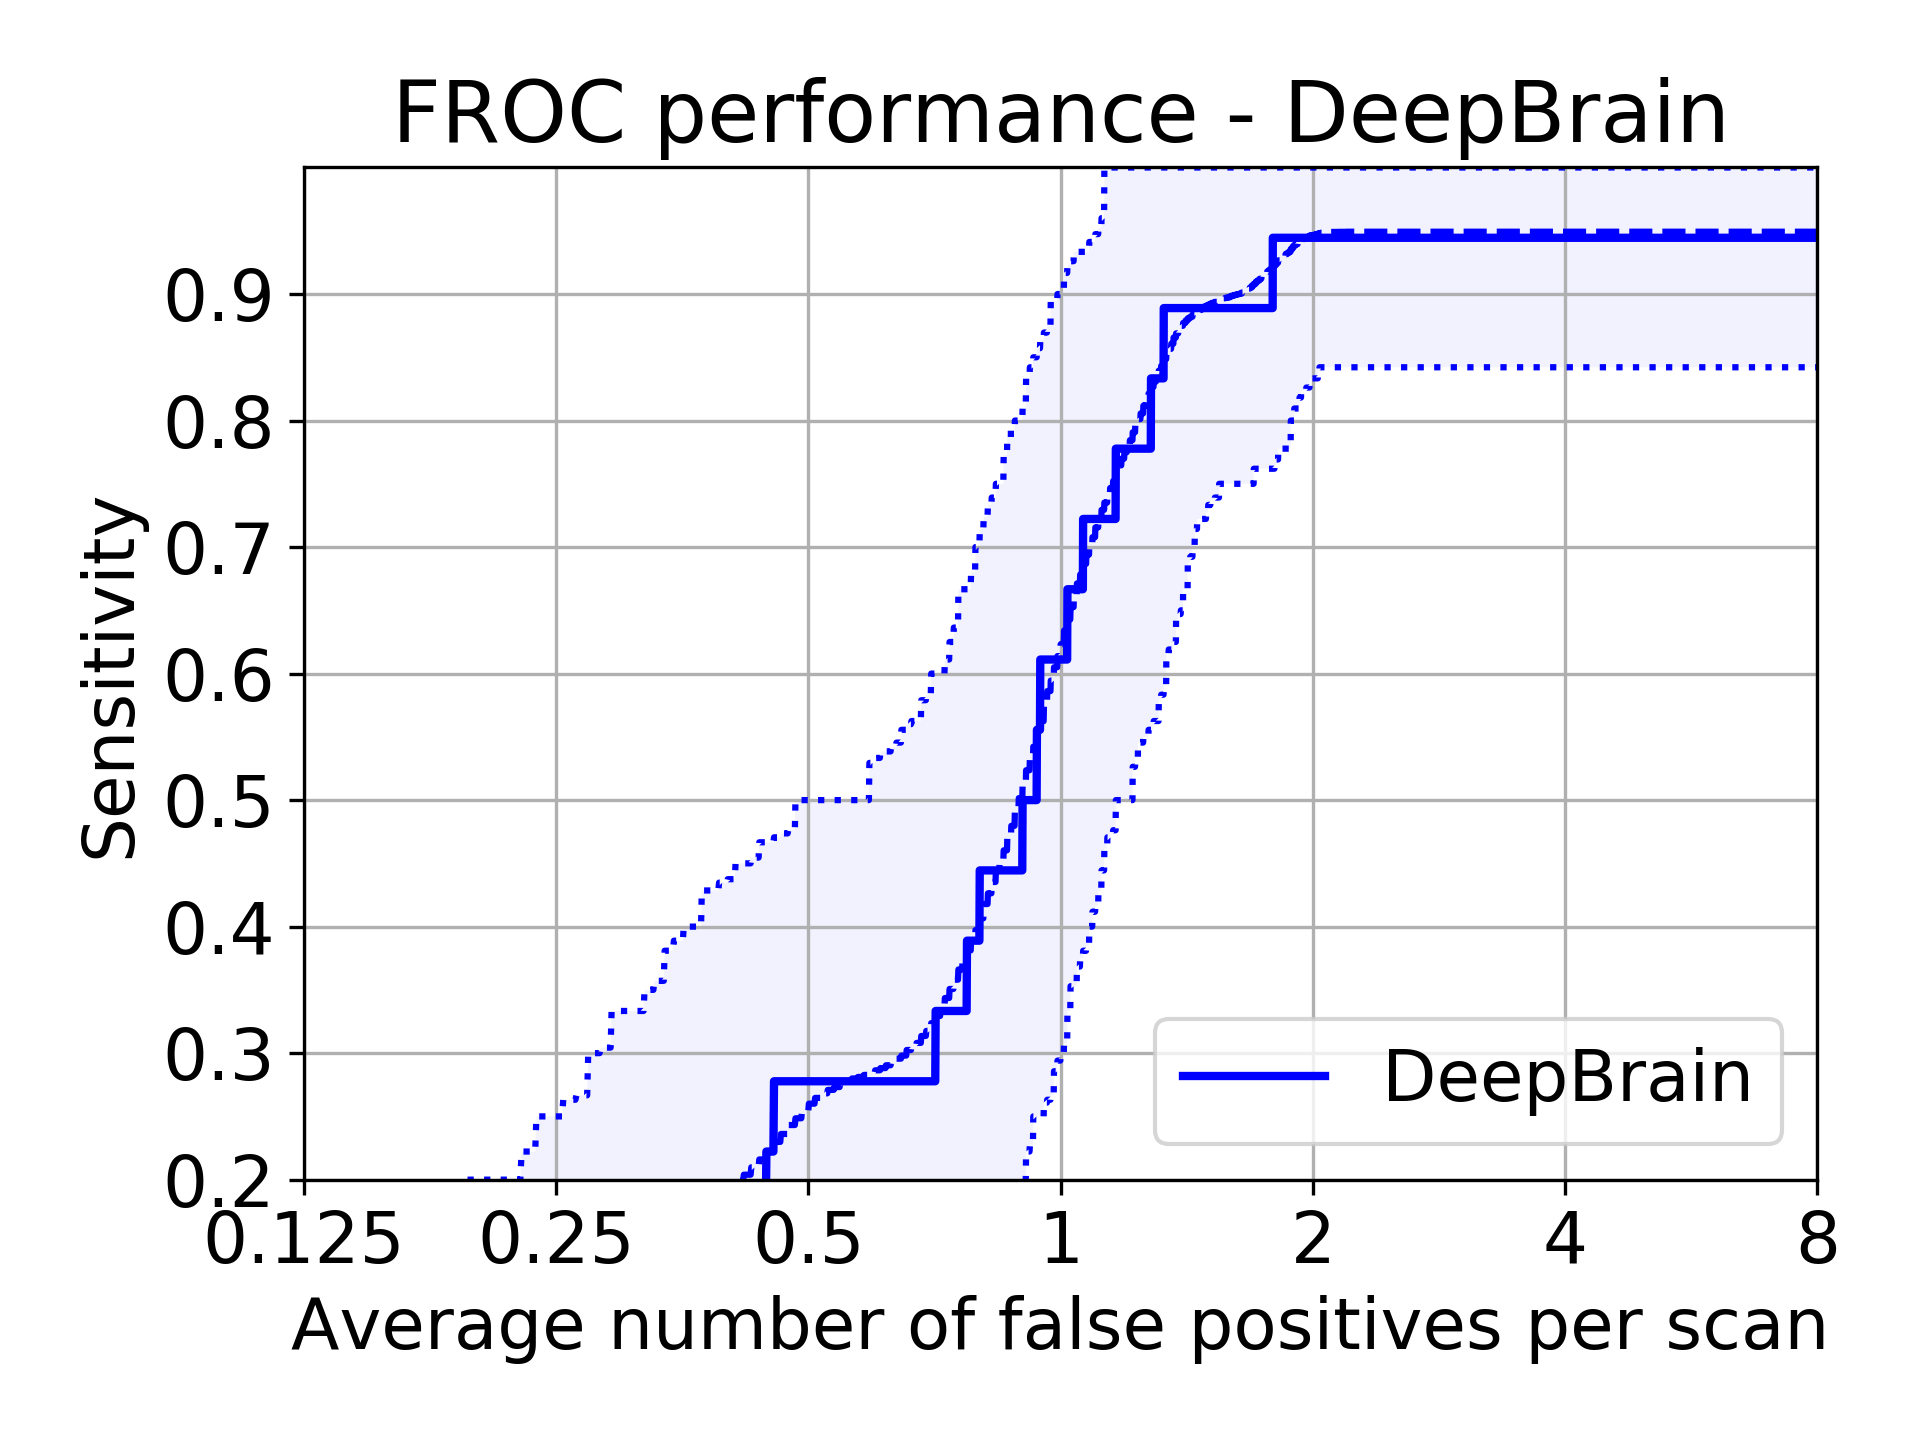 FROC performance - DeepBrain
Sensitivity
0.9
0.8
0.7
0.6
0.5
0.4
0.3
0.2
DeepBrain
0.125 0.25 0.5 1 2 4 8
Average number of false positives per scan